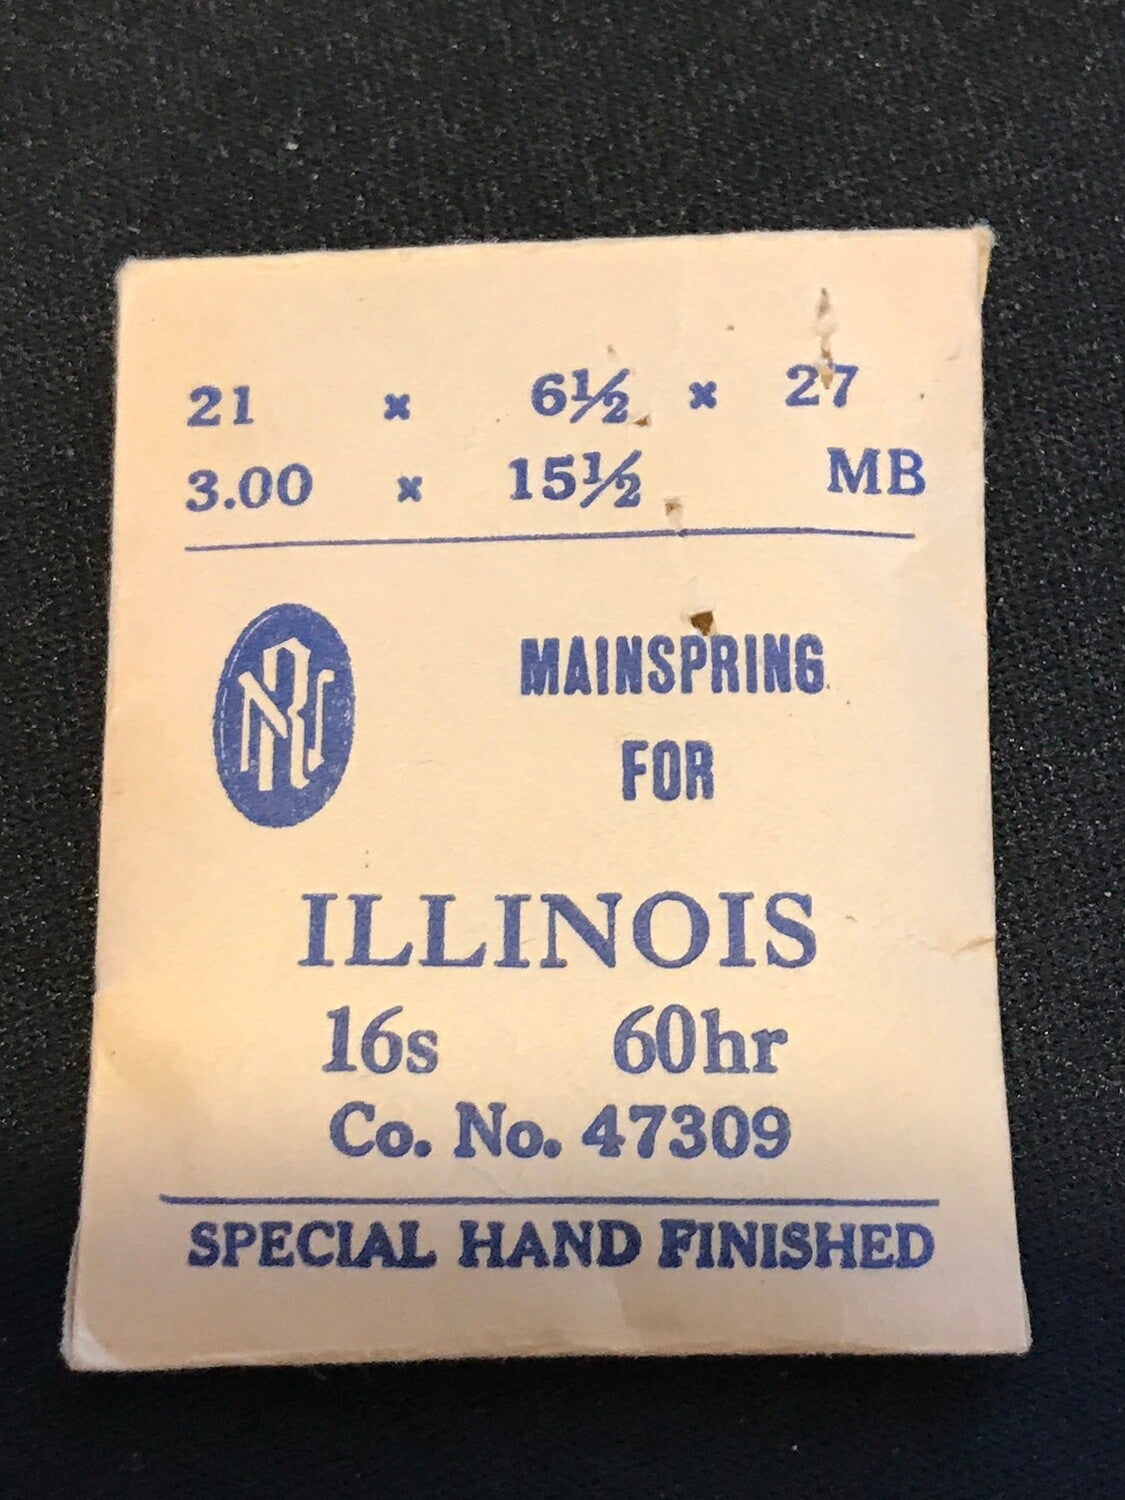 21 x 6½ x 27
3.00 x 15½ MB
MAINSPRING
FOR
ILLINOIS
16s 60hr
Co. No. 47309
SPECIAL HAND FINISHED